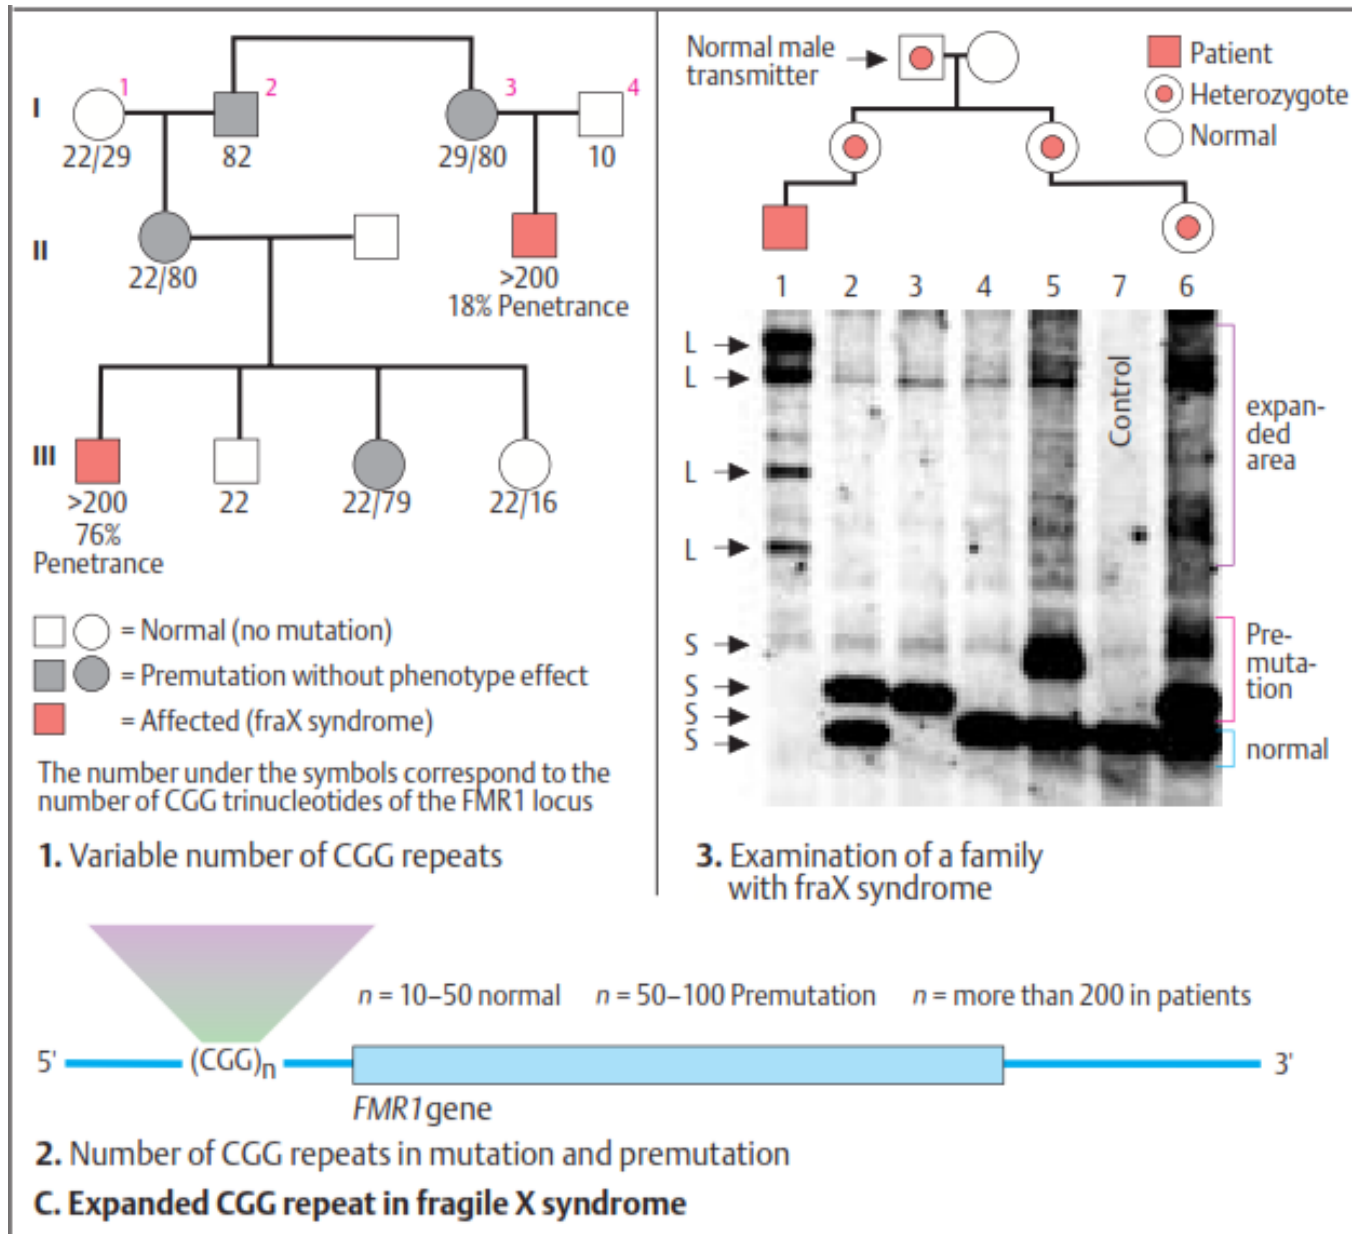 I
1
2
3
4
22/29
82
29/80
10
II
22/80
>200
18% Penetrance
III
>200
76%
Penetrance
22
22/79
22/16
= Normal (no mutation)
= Premutation without phenotype effect
= Affected (fraX syndrome)
The number under the symbols correspond to the
number of CGG trinucleotides of the FMR1 locus
1. Variable number of CGG repeats
Normal male
transmitter
Patient
Heterozygote
Normal
1 2 3 4 5 7 6
L
L
L
L
S
S
S
S
Control
expan-
ded
area
Pre-
muta-
tion
normal
3. Examination of a family
with fraX syndrome
n = 10–50 normal n = 50–100 Premutation n = more than 200 in patients
5' (CGG)n 3'
FMR1 gene
2. Number of CGG repeats in mutation and premutation
C. Expanded CGG repeat in fragile X syndrome